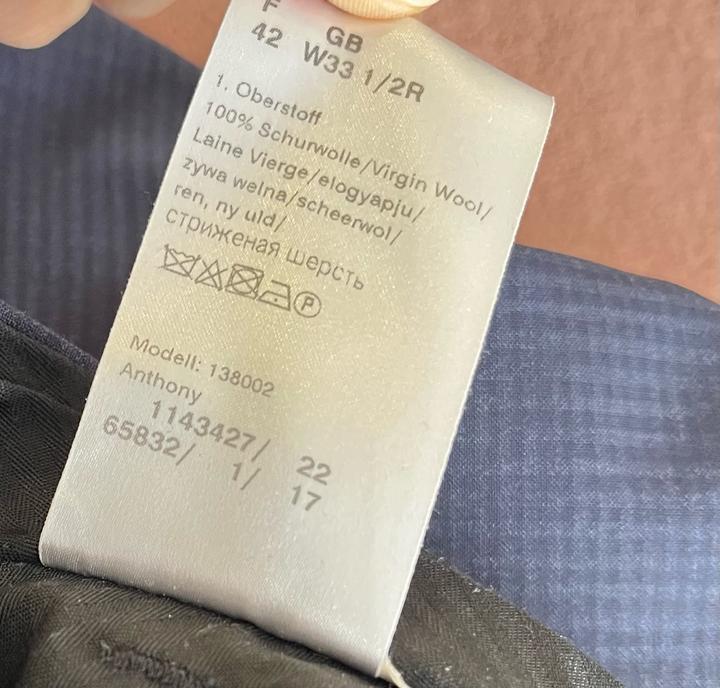 F GB
42 W33 1/2R
1. Oberstoff
100% Schurwolle/Virgin Wool/
Laine Vierge/elogyapju/
zywa welna/scheerwol/
ren, ny uld/
стриженая шерсть
P
Modell: 138002
Anthony
1143427/ 22
65832/ 1/ 17